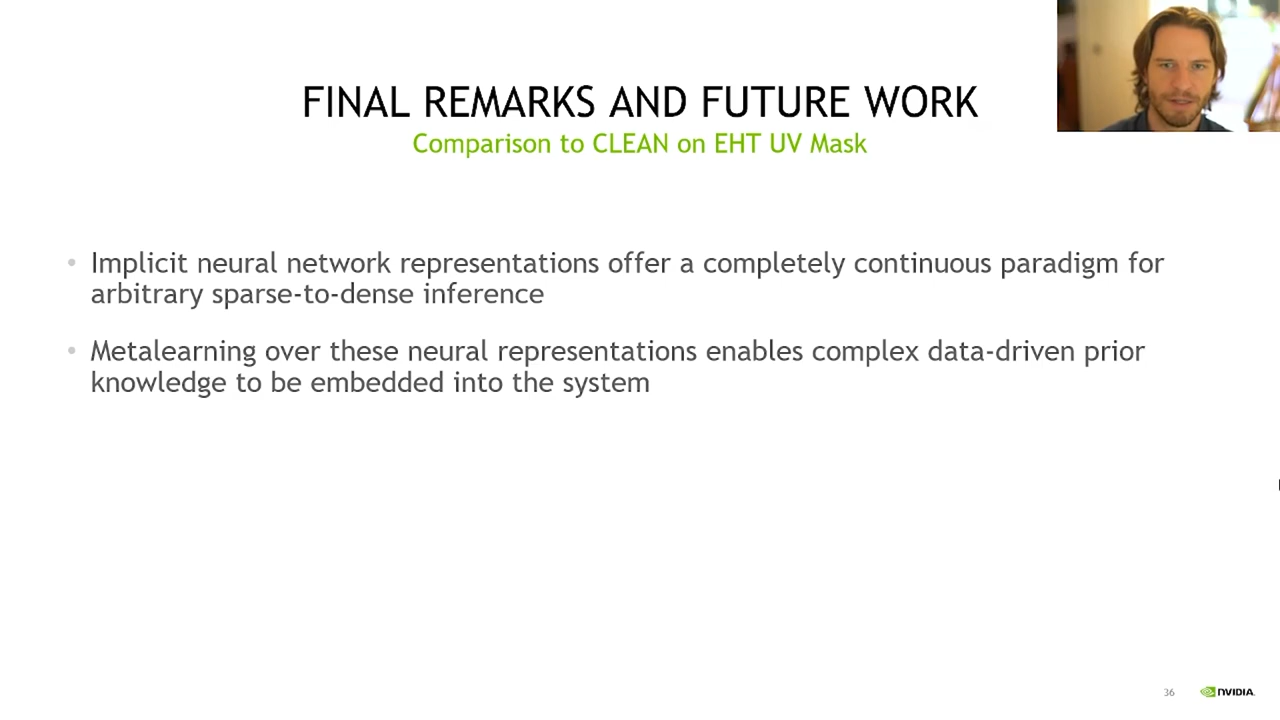 FINAL REMARKS AND FUTURE WORK
Comparison to CLEAN on EHT UV Mask
• Implicit neural network representations offer a completely continuous paradigm for
arbitrary sparse-to-dense inference
• Metalearning over these neural representations enables complex data-driven prior
knowledge to be embedded into the system
36
NVIDIA.